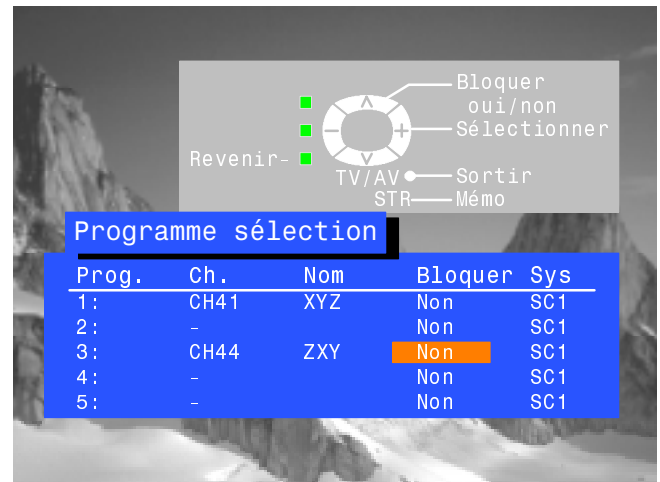 Bloquer
oui/non
Sélectionner
Revenir-
TV/AV Sortir
STR Mémo
Programme sélection
Prog. Ch. Nom Bloquer Sys
1: CH41 XYZ Non SC1
2: - Non SC1
3: CH44 ZXY Non SC1
4: - Non SC1
5: - Non SC1